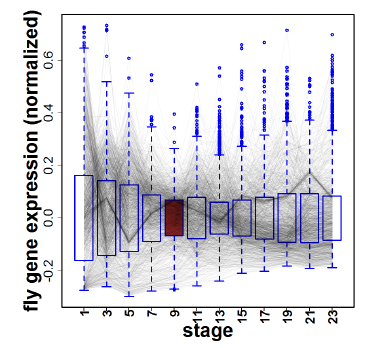 fly gene expression (normalized)
0.6
0.4
0.2
0.0
-0.2
1 3 5 7 9 11 13 15 17 19 21 23
stage